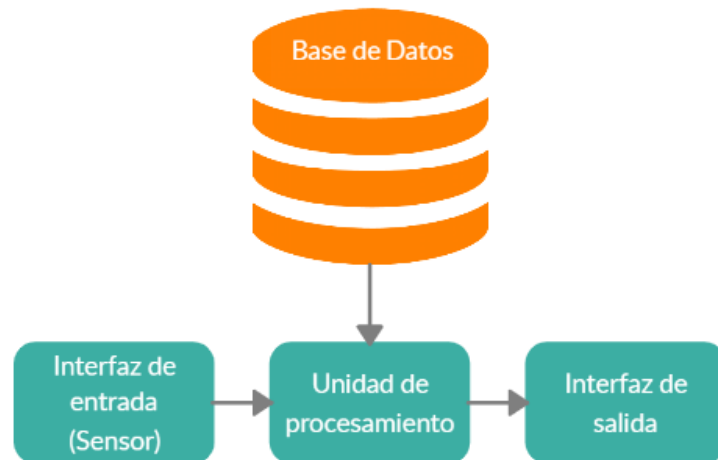 Base de Datos
Interfaz de
entrada
(Sensor)
Unidad de
procesamiento
Interfaz de
salida